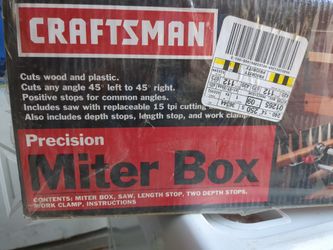 CRAFTSMAN
Cuts wood and plastic.
Cuts any angle 45° left to 45° right.
Positive stops for common angles.
Includes saw with replaceable 15 tpi cutting
Also includes depth stops, length stop, and work clamp
Precision
Miter Box
CONTENTS: MITER BOX, SAW, LENGTH STOP, TWO DEPTH STOPS,
WORK CLAMP, INSTRUCTIONS